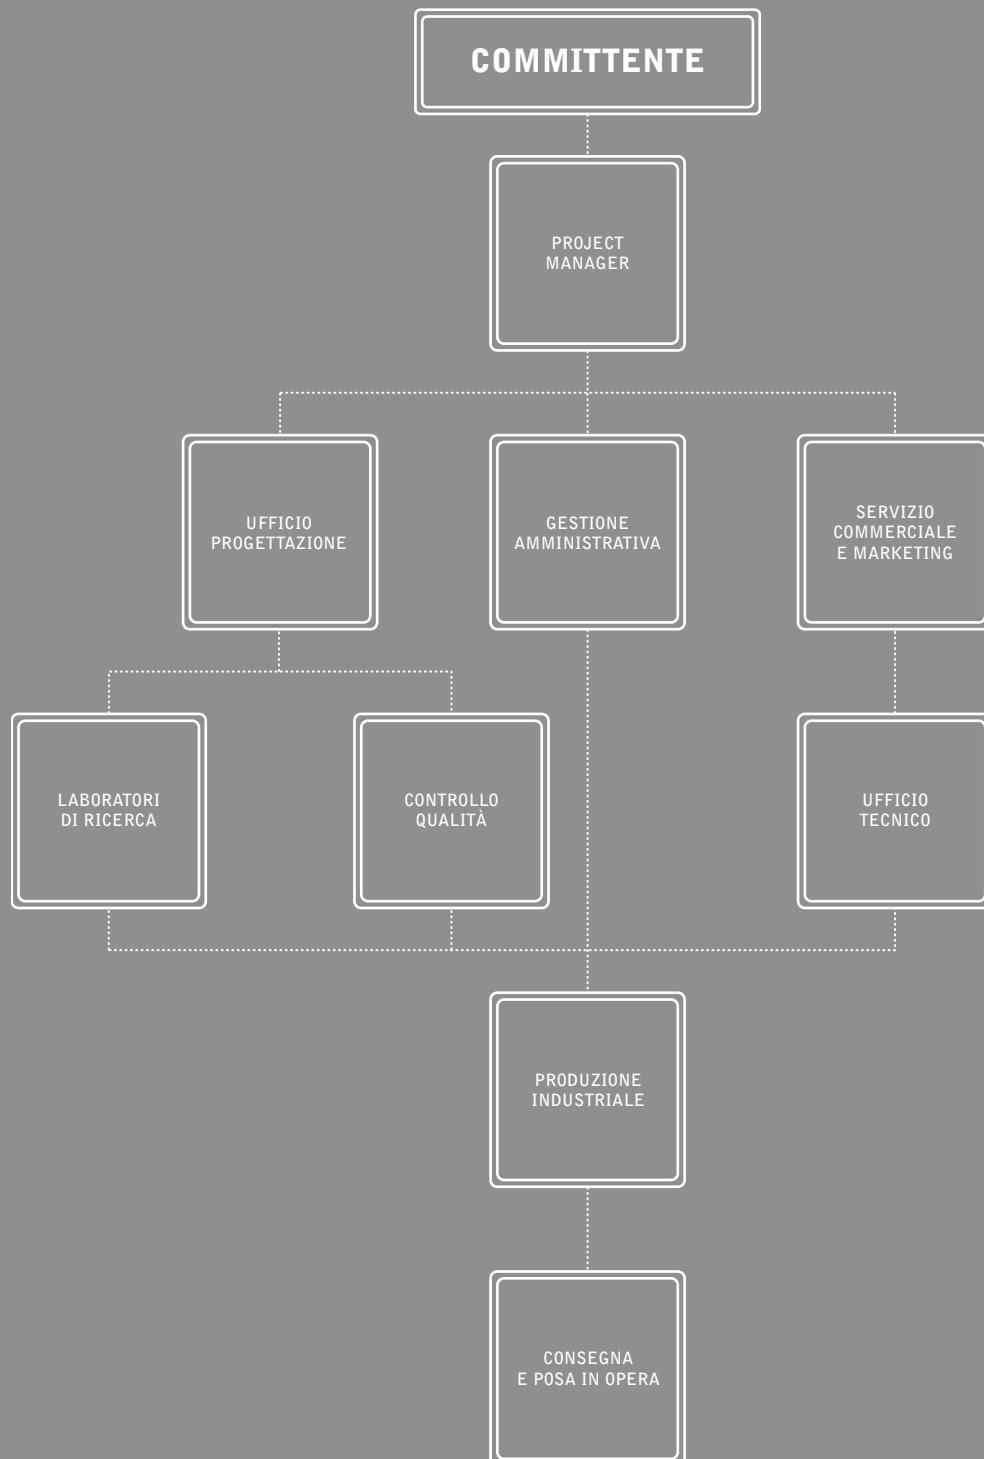 COMMITTENTE
PROJECT
MANAGER
UFFICIO
PROGETTAZIONE
GESTIONE
AMMINISTRATIVA
SERVIZIO
COMMERCIALE
E MARKETING
LABORATORI
DI RICERCA
CONTROLLO
QUALITÀ
UFFICIO
TECNICO
PRODUZIONE
INDUSTRIALE
CONSEGNA
E POSA IN OPERA